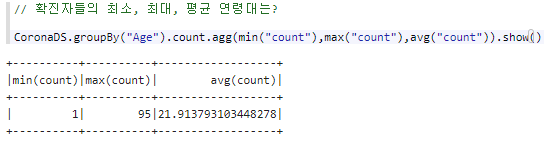 // 확진자들의 최소, 최대, 평균 연령대는?
CoronaDS.groupBy("Age").count.agg(min("count"),max("count"),avg("count")).show()
+----------+----------+------------------+
|min(count)|max(count)|        avg(count)|
+----------+----------+------------------+
|         1|        95|21.913793103448278|
+----------+----------+------------------+